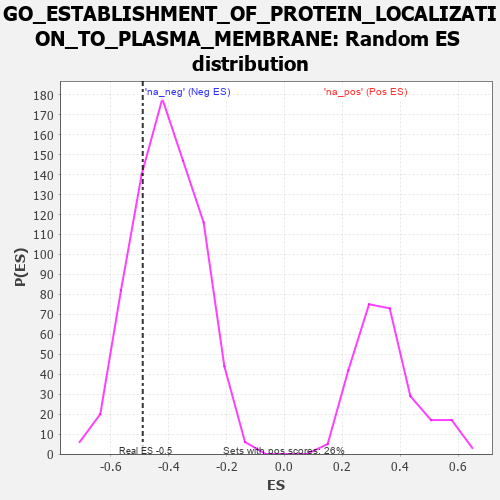 GO_ESTABLISHMENT_OF_PROTEIN_LOCALIZATI
ON_TO_PLASMA_MEMBRANE: Random ES
distribution
'na_neg' (Neg ES)
'na_pos' (Pos ES)
180
170
160
150
140
130
120
110
100
90
80
70
60
50
40
30
20
10
0
P(ES)
Real ES -0.5
Sets with pos scores: 26%
-0.6
-0.4
-0.2
0.0
0.2
0.4
0.6
ES